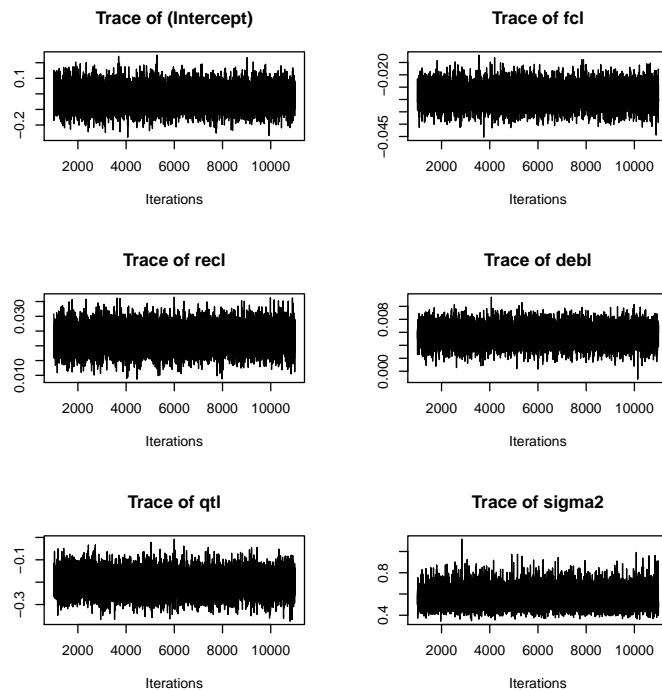 Trace of (Intercept)
0.1
−0.2
2000 4000 6000 8000 10000
Iterations
Trace of fcl
−0.020
−0.045
2000 4000 6000 8000 10000
Iterations
Trace of recl
0.030
0.010
2000 4000 6000 8000 10000
Iterations
Trace of debl
0.008
0.000
2000 4000 6000 8000 10000
Iterations
Trace of qtl
−0.1
−0.3
2000 4000 6000 8000 10000
Iterations
Trace of sigma2
0.8
0.4
2000 4000 6000 8000 10000
Iterations